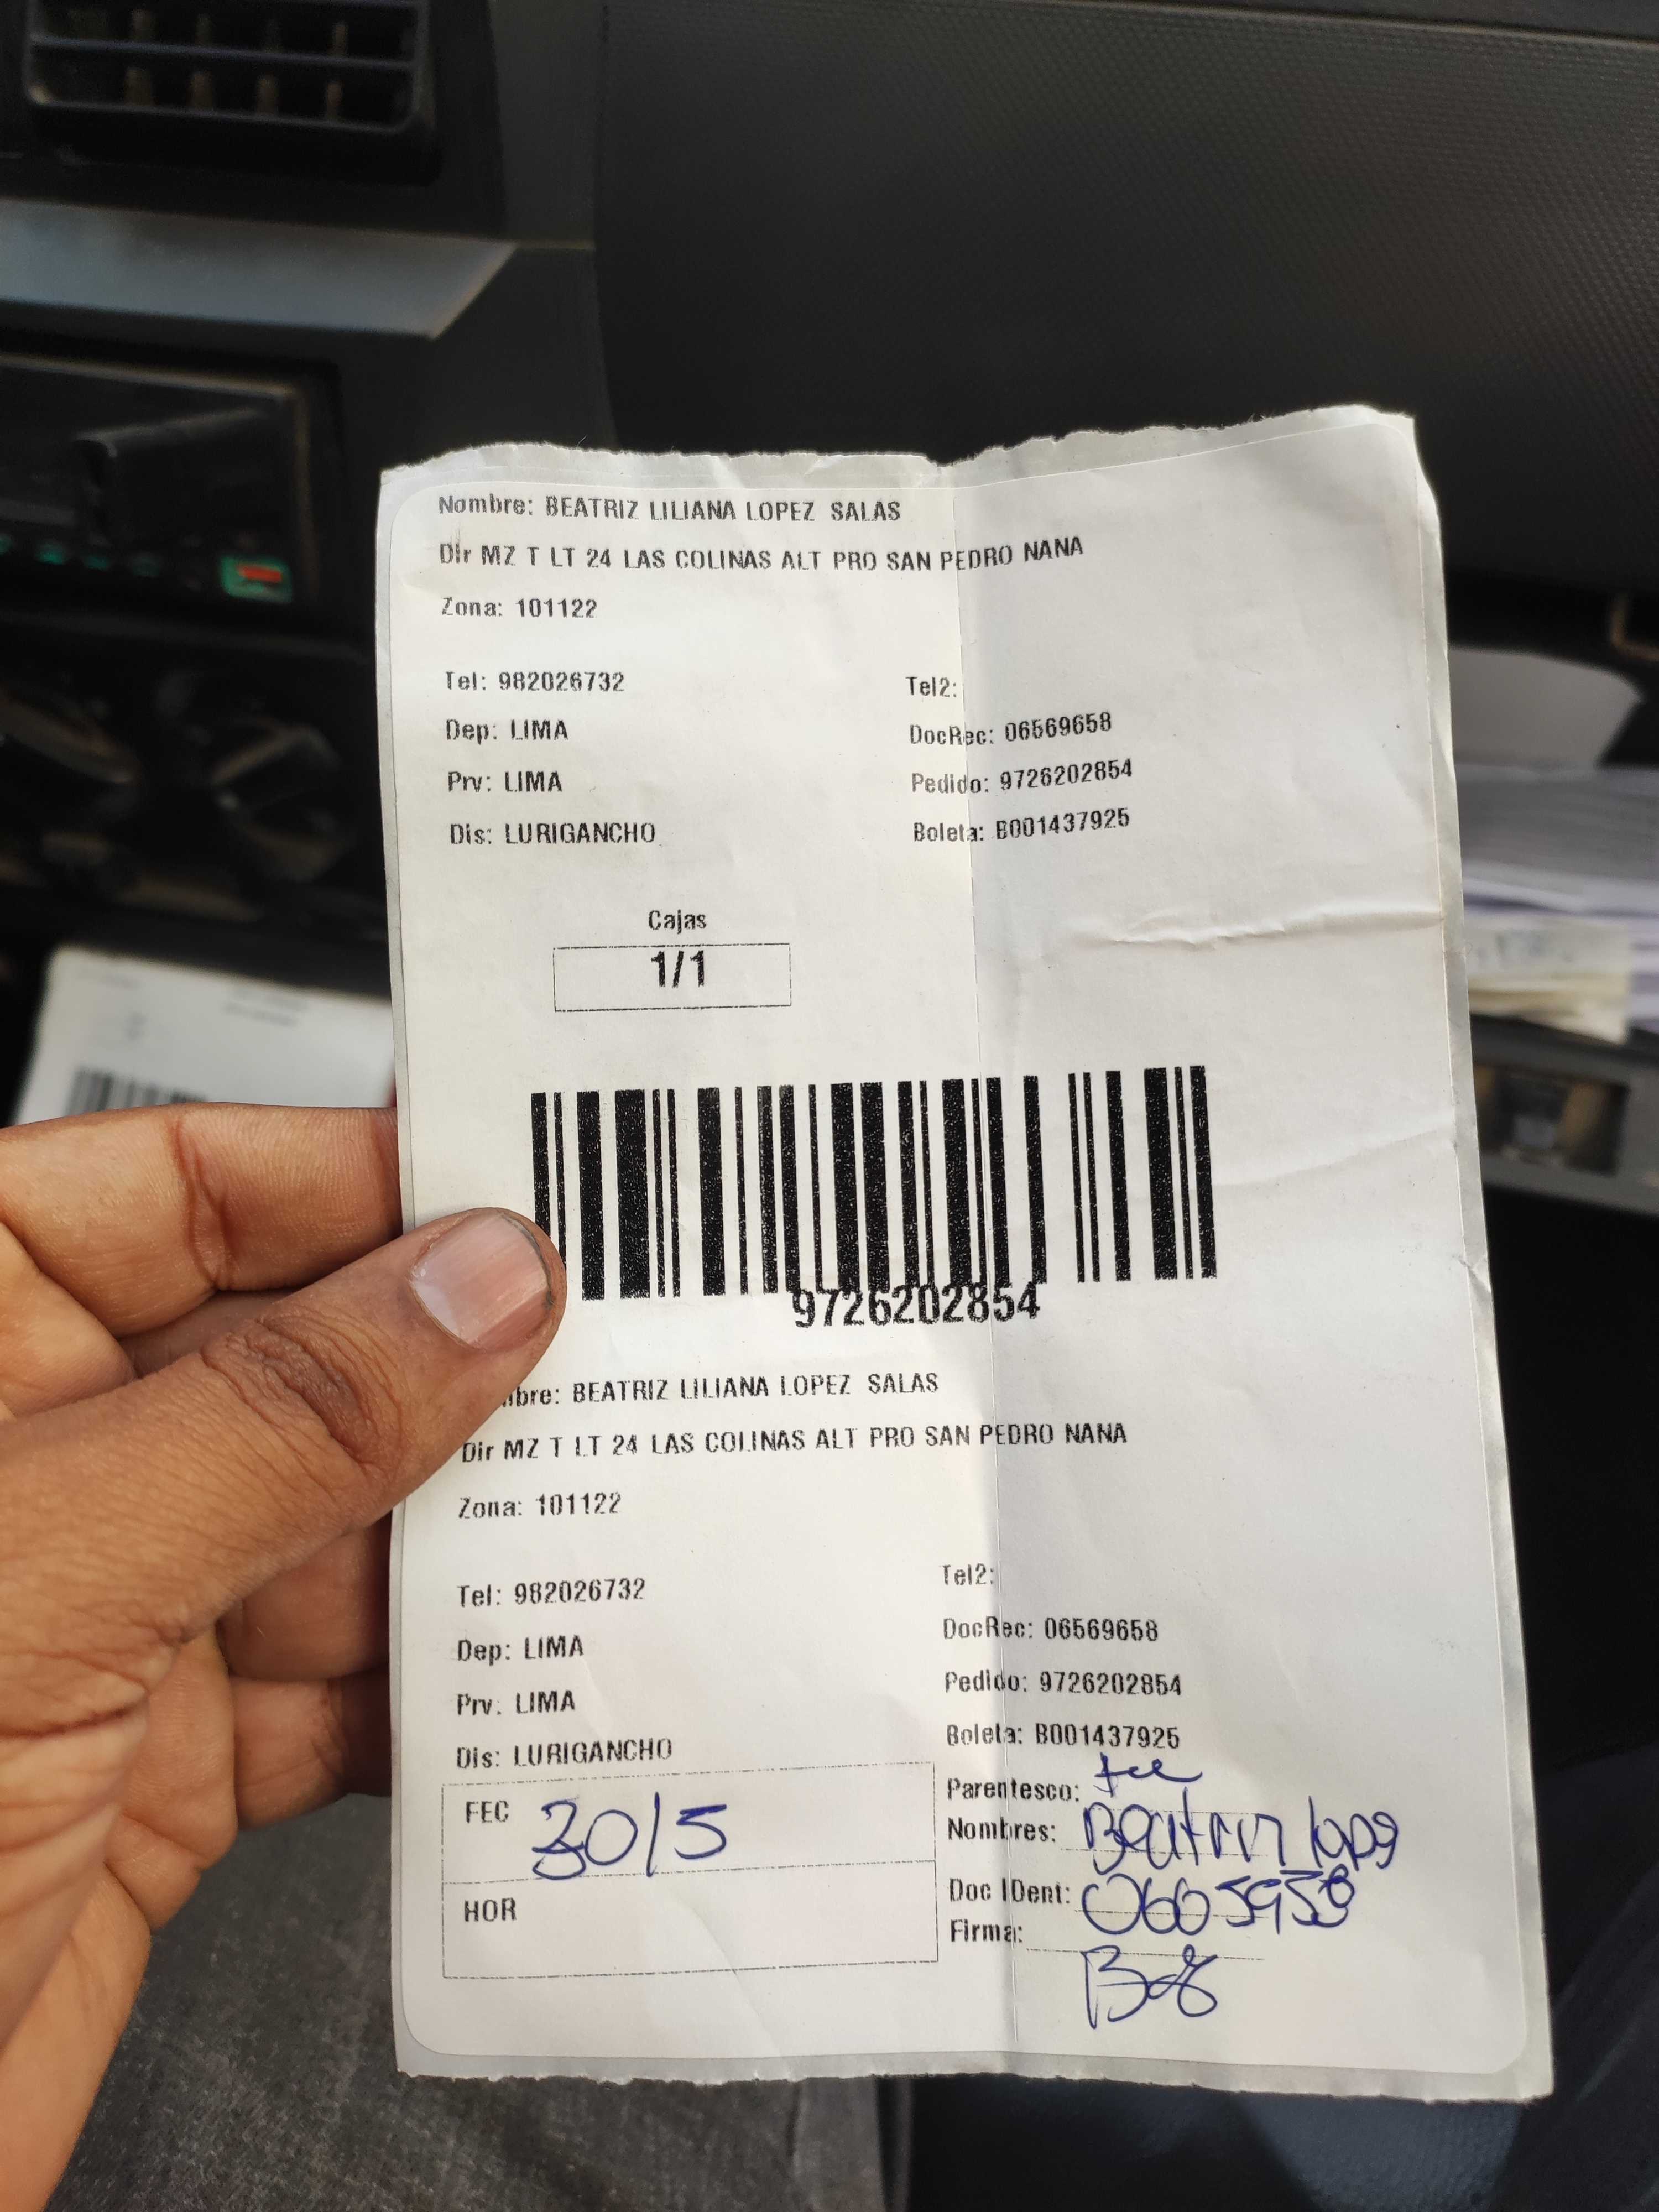 Nombre: BEATRIZ LILIANA LOPEZ SALAS
Dir MZ T LT 24 LAS COLINAS ALT PRO SAN PEDRO NANA
Zona: 101122
Tel: 982026732 Tel2:
Dep: LIMA DocRec: 06569658
Prv: LIMA Pedido: 9726202854
Dis: LURIGANCHO Boleta: B001437925
Cajas
1/1
9726202854
mbre: BEATRIZ LILIANA LOPEZ SALAS
Dir MZ T LT 24 LAS COLINAS ALT PRO SAN PEDRO NANA
Zona: 101122
Tel: 982026732 Tel2:
Dep: LIMA DocRec: 06569658
Prv: LIMA Pedido: 9726202854
Dis: LURIGANCHO Boleta: B001437925
FEC 30/5 Parentesco:
Nombres: Beatriz
HOR Doc IDent:
Firma: